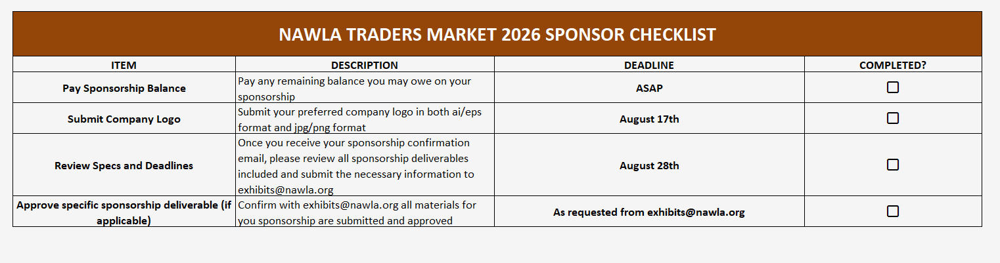 NAWLA TRADERS MARKET 2026 SPONSOR CHECKLIST
ITEM DESCRIPTION DEADLINE COMPLETED?
Pay Sponsorship Balance
Pay any remaining balance you may owe on your
sponsorship
ASAP
Submit Company Logo
Submit your preferred company logo in both ai/eps
format and jpg/png format
August 17th
Review Specs and Deadlines
Once you receive your sponsorship confirmation
email, please review all sponsorship deliverables
included and submit the necessary information to
exhibits@nawla.org
August 28th
Approve specific sponsorship deliverable (if
applicable)
Confirm with exhibits@nawla.org all materials for
you sponsorship are submitted and approved
As requested from exhibits@nawla.org